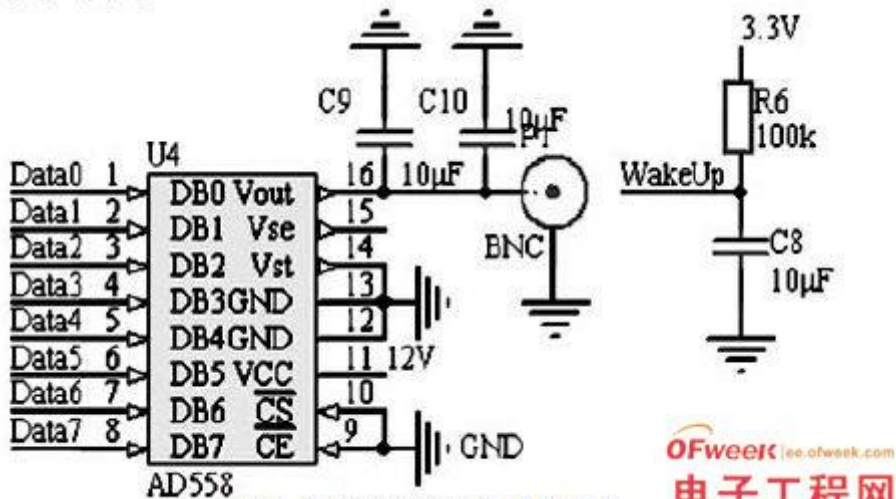 3.3V
C9
C10
10μF
P1
R6
100k
U4
Data0 1
DB0 Vout
16
10μF
WakeUp
Data1 2
DB1 Vse
15
Data2 3
DB2 Vst
14
BNC
C8
10μF
Data3 4
DB3GND
13
Data4 5
DB4GND
12
Data5 6
DB5 VCC
11
12V
Data6 7
DB6 CS
10
Data7 8
DB7 CE
9
GND
AD558
OFweek
ee.ofweek.com
电子工程网